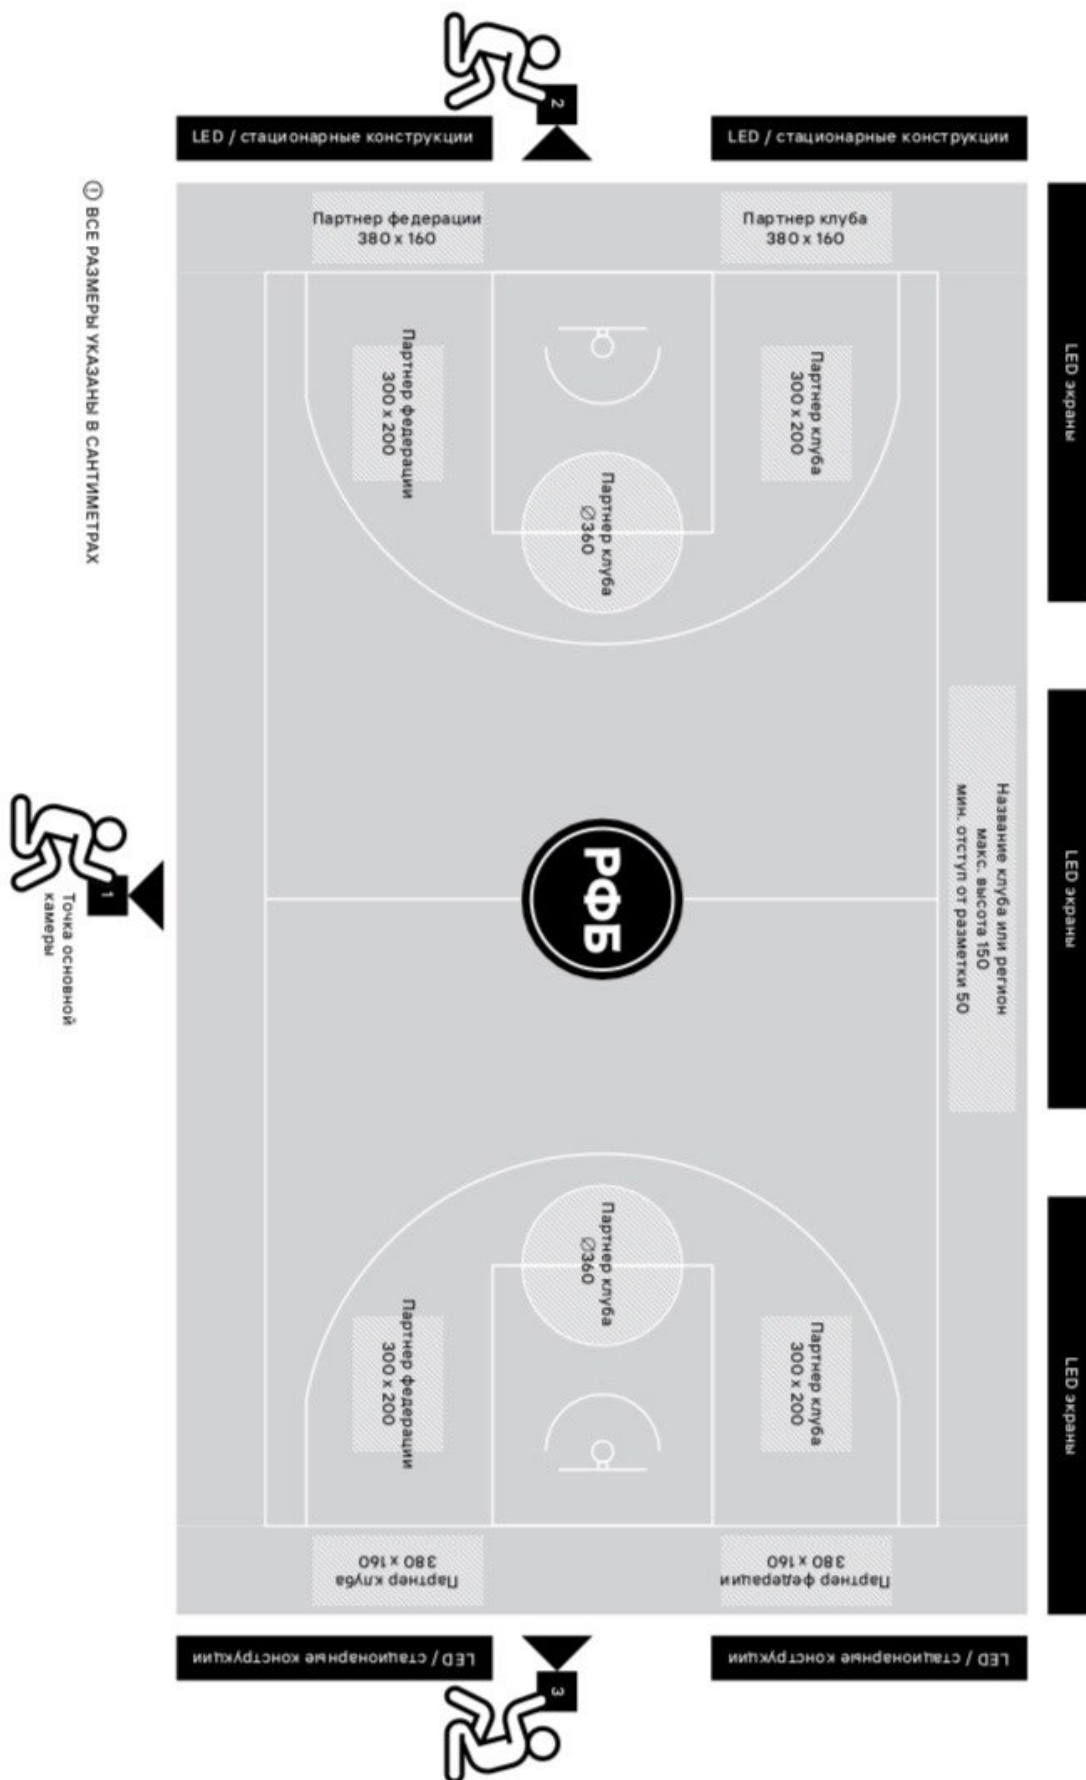 2
LED / стационарные конструкции
LED / стационарные конструкции
! ВСЕ РАЗМЕРЫ УКАЗАНЫ В САНТИМЕТРАХ
Партнер федерации
380 x 160
Партнер клуба
380 x 160
LED экраны
Партнер федерации
300 x 200
Партнер клуба
300 x 200
Партнер клуба
Ø360
Название клуба или регион
макс. высота 150
мин. отступ от разметки 50
LED экраны
РФБ
1
Точка основной
камеры
Партнер клуба
Ø360
Партнер федерации
300 x 200
Партнер клуба
300 x 200
LED экраны
Партнер клуба
380 x 160
Партнер федерации
380 x 160
LED / стационарные конструкции
LED / стационарные конструкции
3